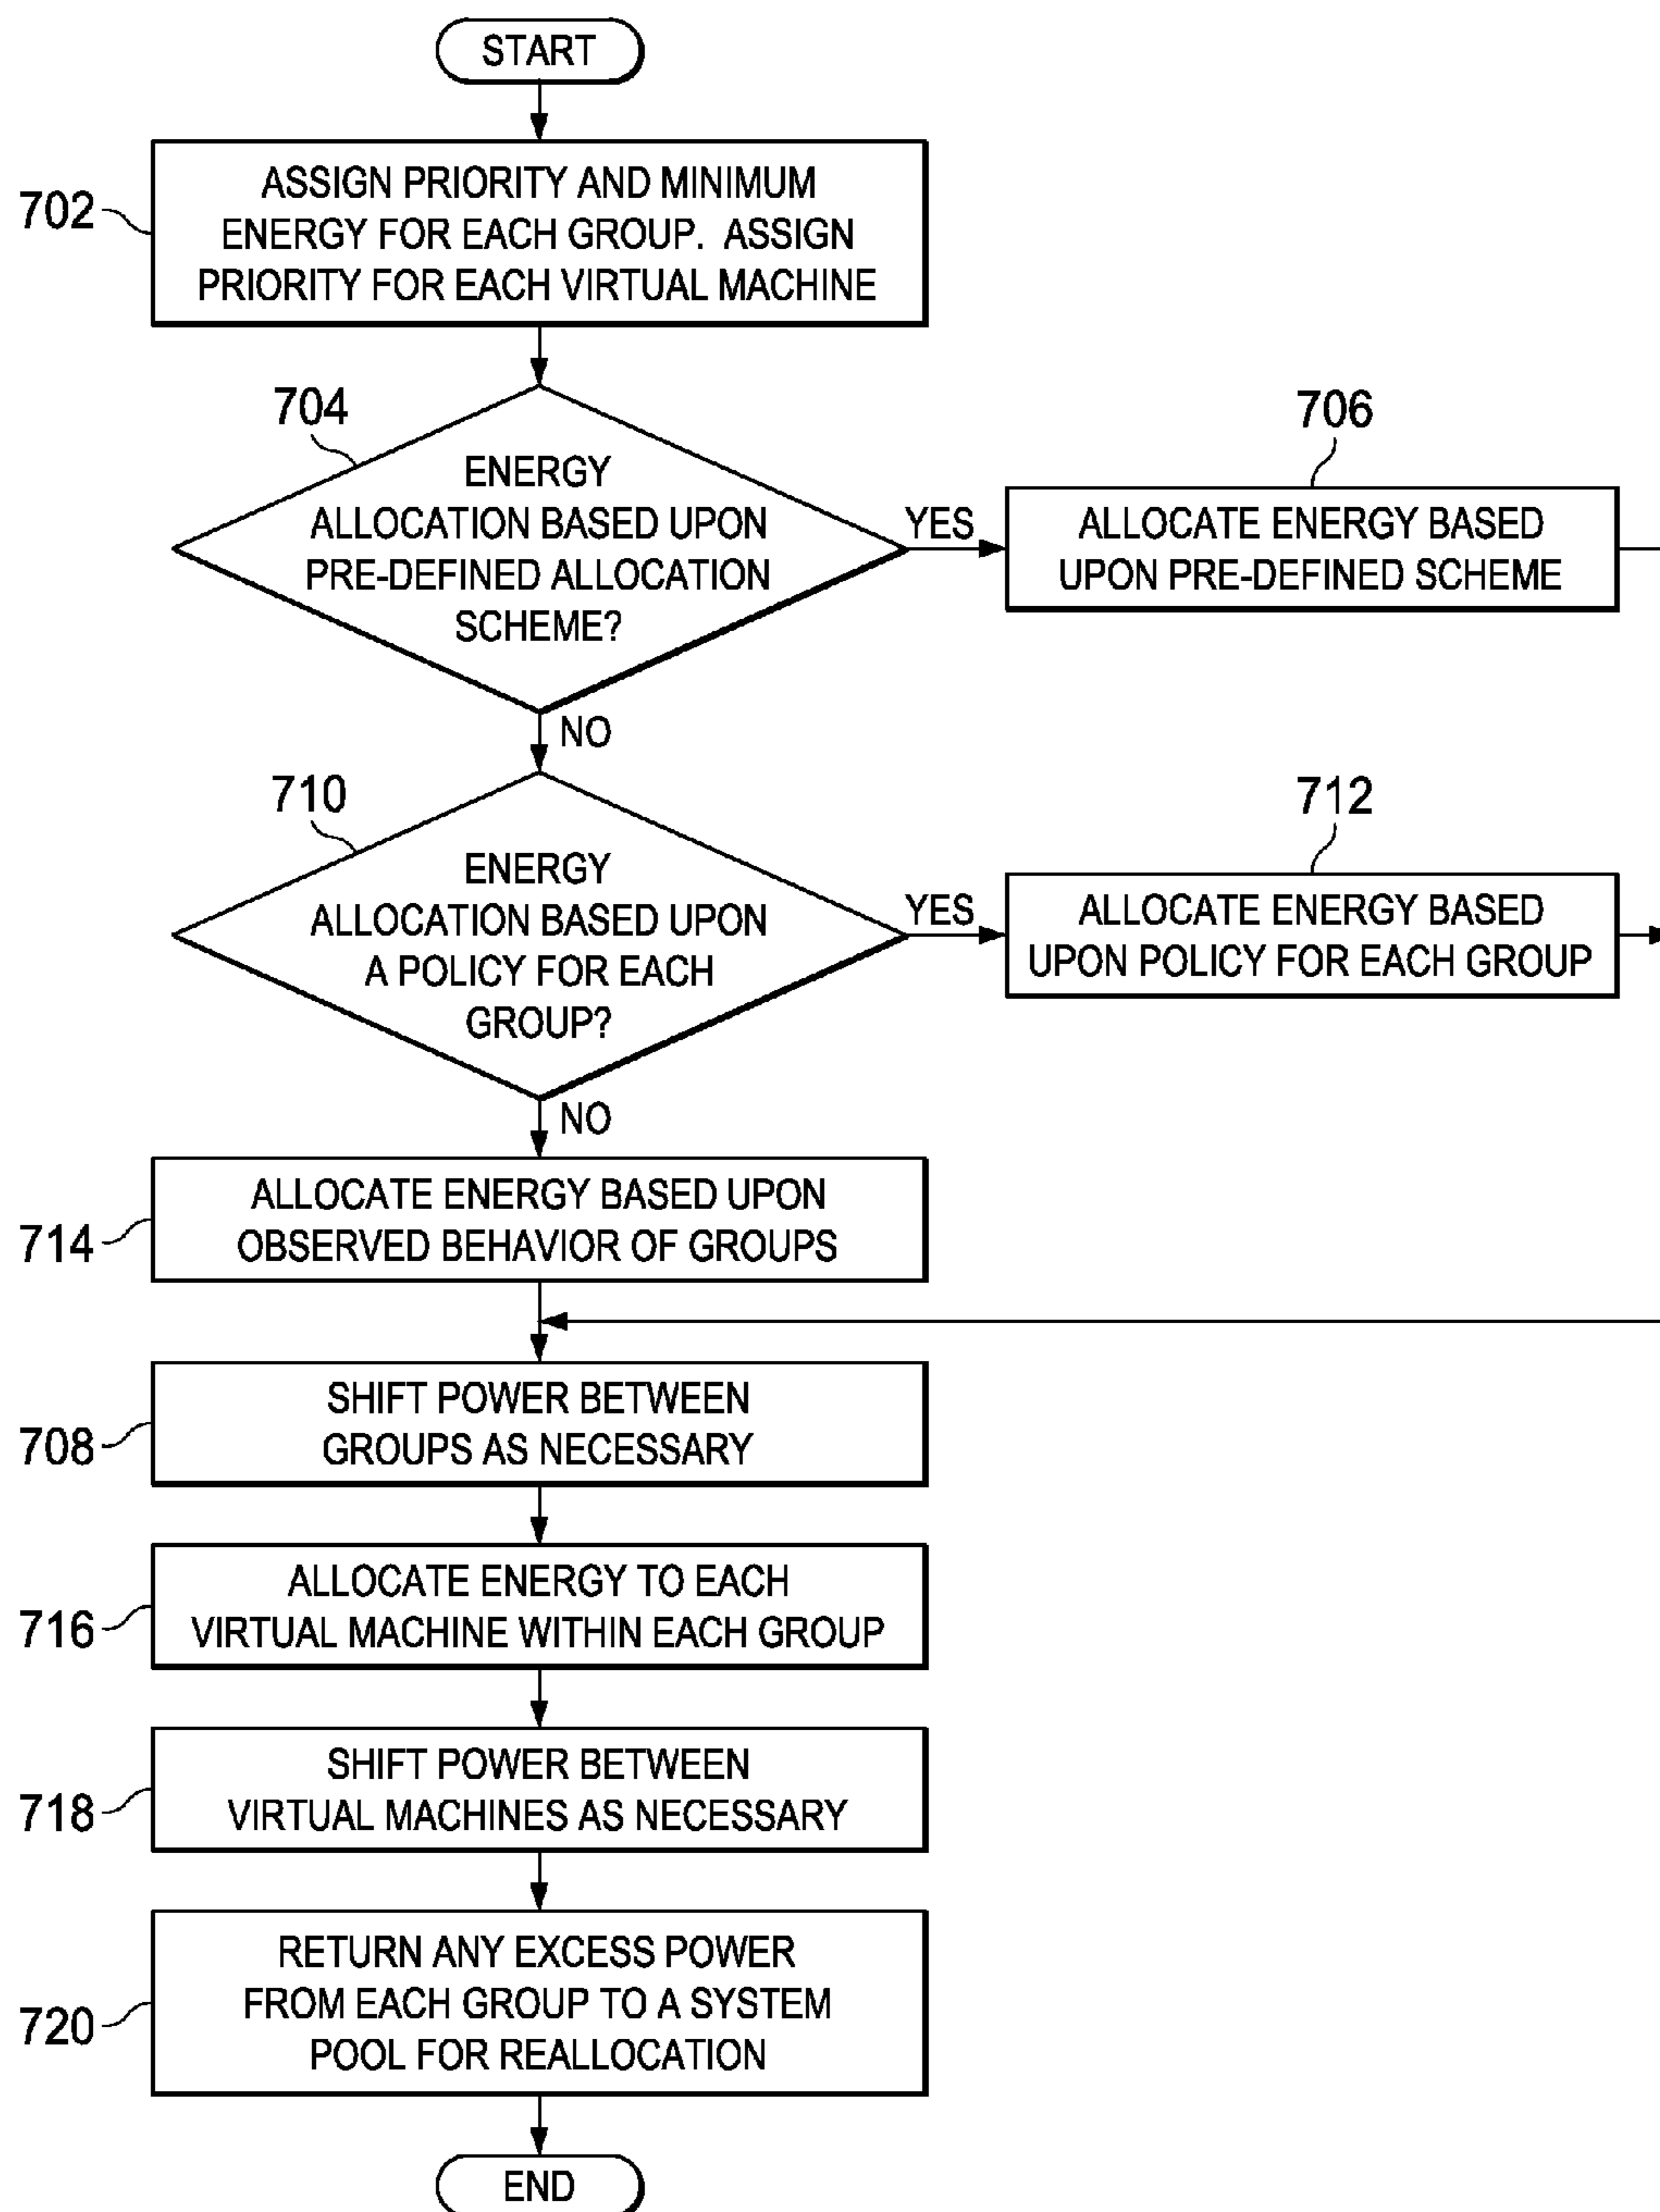 START
702
ASSIGN PRIORITY AND MINIMUM
ENERGY FOR EACH GROUP. ASSIGN
PRIORITY FOR EACH VIRTUAL MACHINE
704
ENERGY
ALLOCATION BASED UPON
PRE-DEFINED ALLOCATION
SCHEME?
YES
706
ALLOCATE ENERGY BASED
UPON PRE-DEFINED SCHEME
NO
710
ENERGY
ALLOCATION BASED UPON
A POLICY FOR EACH
GROUP?
YES
712
ALLOCATE ENERGY BASED
UPON POLICY FOR EACH GROUP
NO
714
ALLOCATE ENERGY BASED UPON
OBSERVED BEHAVIOR OF GROUPS
708
SHIFT POWER BETWEEN
GROUPS AS NECESSARY
716
ALLOCATE ENERGY TO EACH
VIRTUAL MACHINE WITHIN EACH GROUP
718
SHIFT POWER BETWEEN
VIRTUAL MACHINES AS NECESSARY
720
RETURN ANY EXCESS POWER
FROM EACH GROUP TO A SYSTEM
POOL FOR REALLOCATION
END